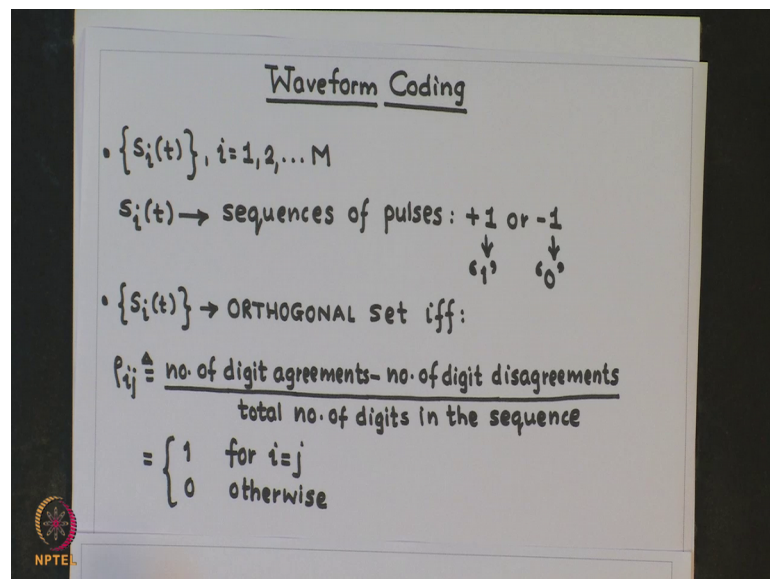 Waveform Coding
• {Si(t)}, i=1,2,... M
Si(t) → sequences of pulses: +1 or -1
↓ ↓
'1' '0'
• {Si(t)} → ORTHOGONAL set iff:
ρij ≜ no. of digit agreements - no. of digit disagreements
total no. of digits in the sequence
= { 1 for i=j
0 otherwise
NPTEL